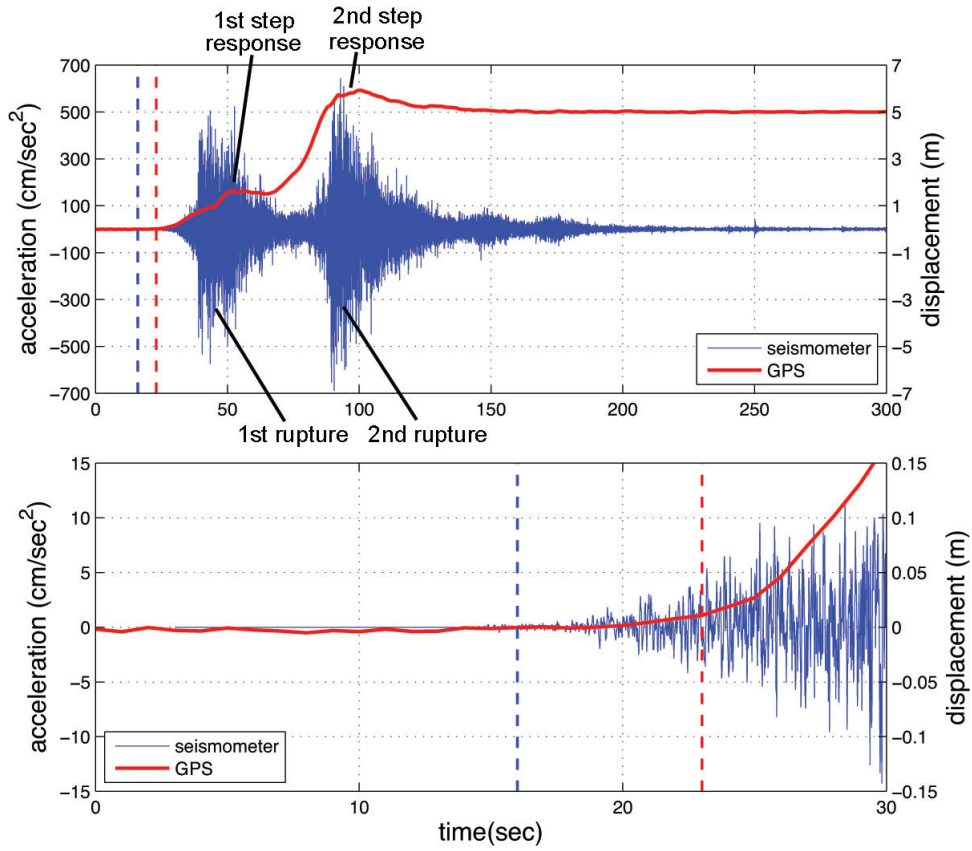 1st step
response
2nd step
response
700
500
300
100
−100
−300
−500
−700
acceleration (cm/sec²)
7
5
3
1
−1
−3
−5
−7
displacement (m)
seismometer
GPS
0
50
100
150
200
250
300
1st rupture
2nd rupture
15
10
5
0
−5
−10
−15
acceleration (cm/sec²)
0.15
0.1
0.05
0
−0.05
−0.1
−0.15
displacement (m)
seismometer
GPS
0
10
20
30
time(sec)